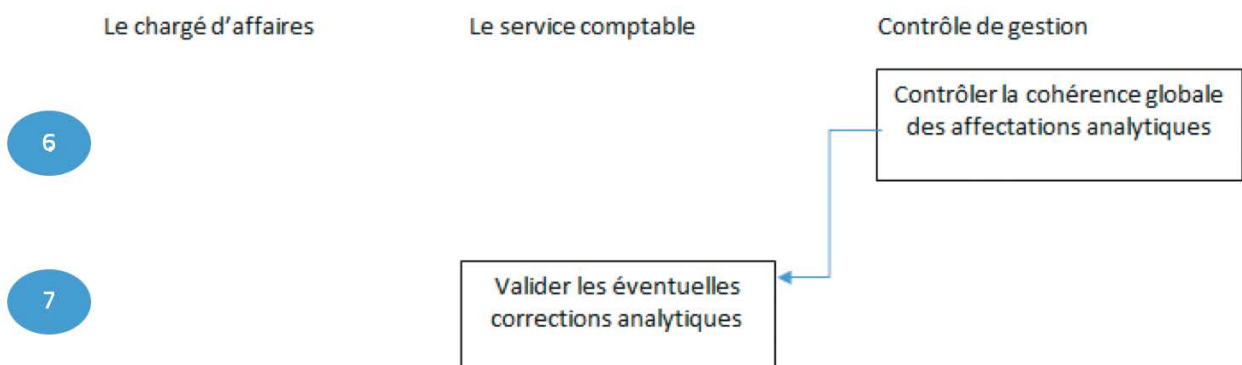 Le chargé d'affaires Le service comptable Contrôle de gestion
Contrôler la cohérence globale
des affectations analytiques
6
Valider les éventuelles
corrections analytiques
7